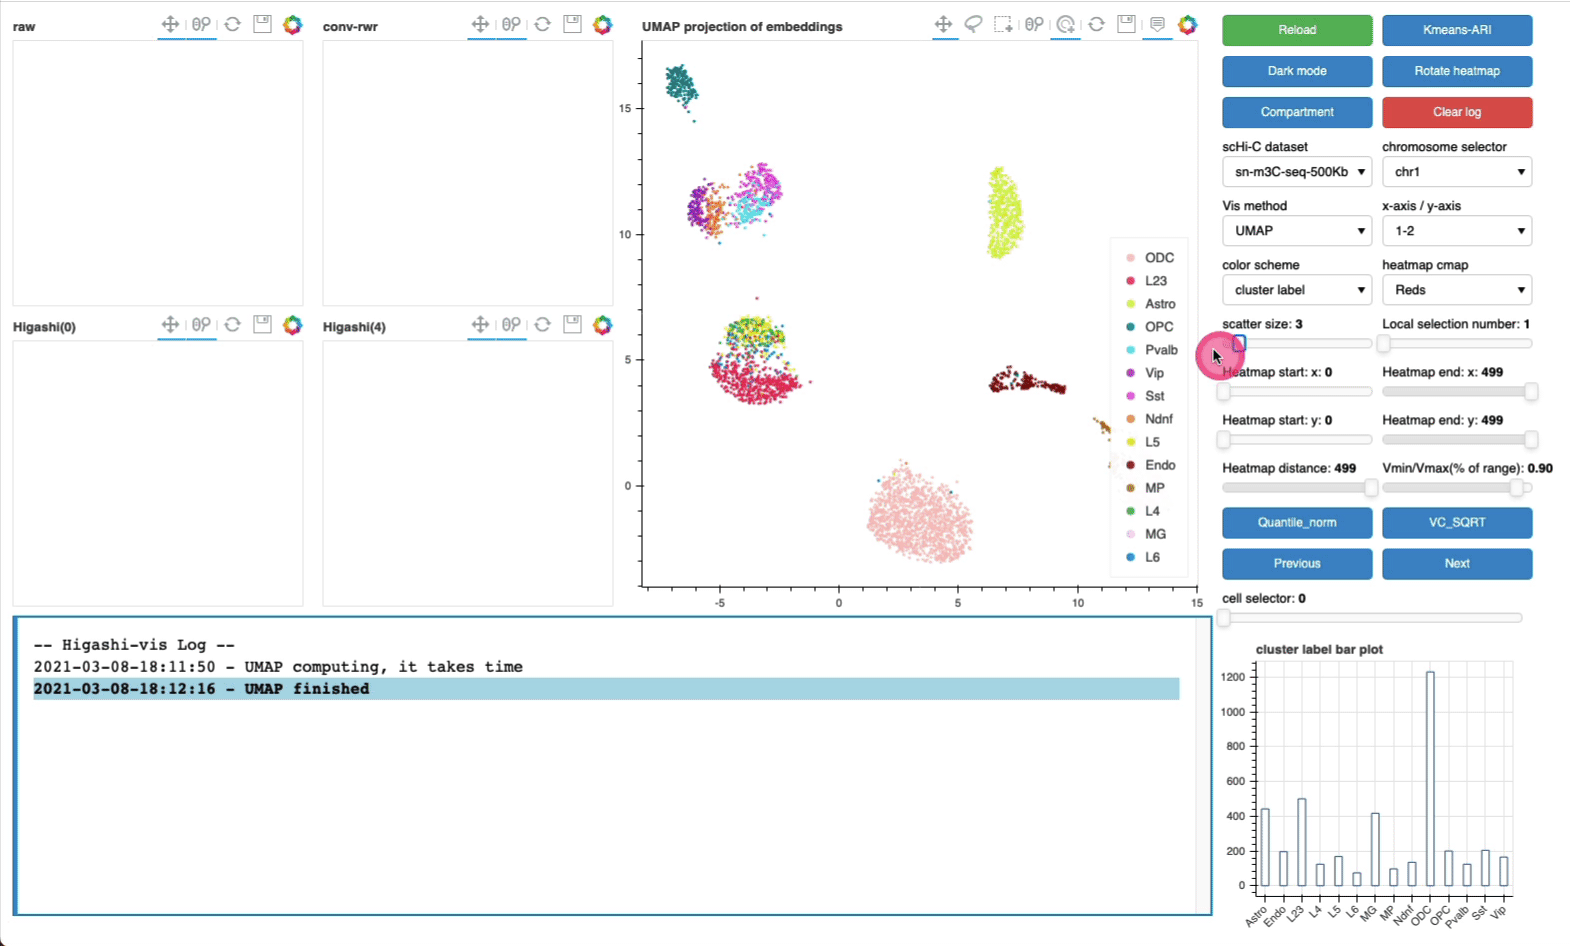 raw
conv-rwr
UMAP projection of embeddings
Higashi(0)
Higashi(4)
15
10
5
0
-5
0
5
10
15
ODC
L23
Astro
OPC
Pvalb
Vip
Sst
Ndnf
L5
Endo
MP
L4
MG
L6
Reload
Kmeans-ARI
Dark mode
Rotate heatmap
Compartment
Clear log
scHi-C dataset
chromosome selector
sn-m3C-seq-500Kb
chr1
Vis method
x-axis / y-axis
UMAP
1-2
color scheme
heatmap cmap
cluster label
Reds
scatter size: 3
Local selection number: 1
Heatmap start: x: 0
Heatmap end: x: 499
Heatmap start: y: 0
Heatmap end: y: 499
Heatmap distance: 499
Vmin/Vmax(% of range): 0.90
Quantile_norm
VC_SQRT
Previous
Next
cell selector: 0
-- Higashi-vis Log --
2021-03-08-18:11:50 - UMAP computing, it takes time
2021-03-08-18:12:16 - UMAP finished
cluster label bar plot
1200
1000
800
600
400
200
0
Astro
Endo
L23
L4
L5
L6
MG
MP
Ndnf
ODC
OPC
Pvalb
Sst
Vip